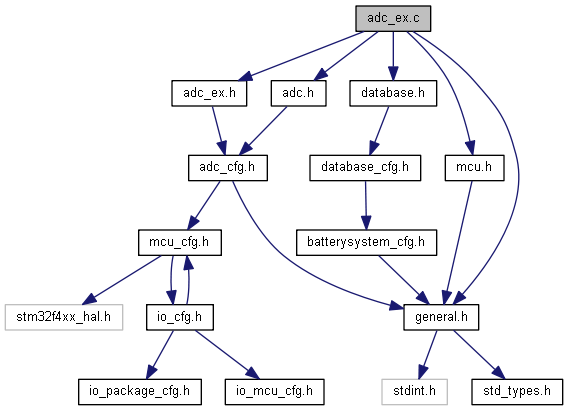 adc_ex.c
adc_ex.h
adc.h
database.h
adc_cfg.h
database_cfg.h
mcu.h
mcu_cfg.h
batterysystem_cfg.h
stm32f4xx_hal.h
io_cfg.h
general.h
io_package_cfg.h
io_mcu_cfg.h
stdint.h
std_types.h